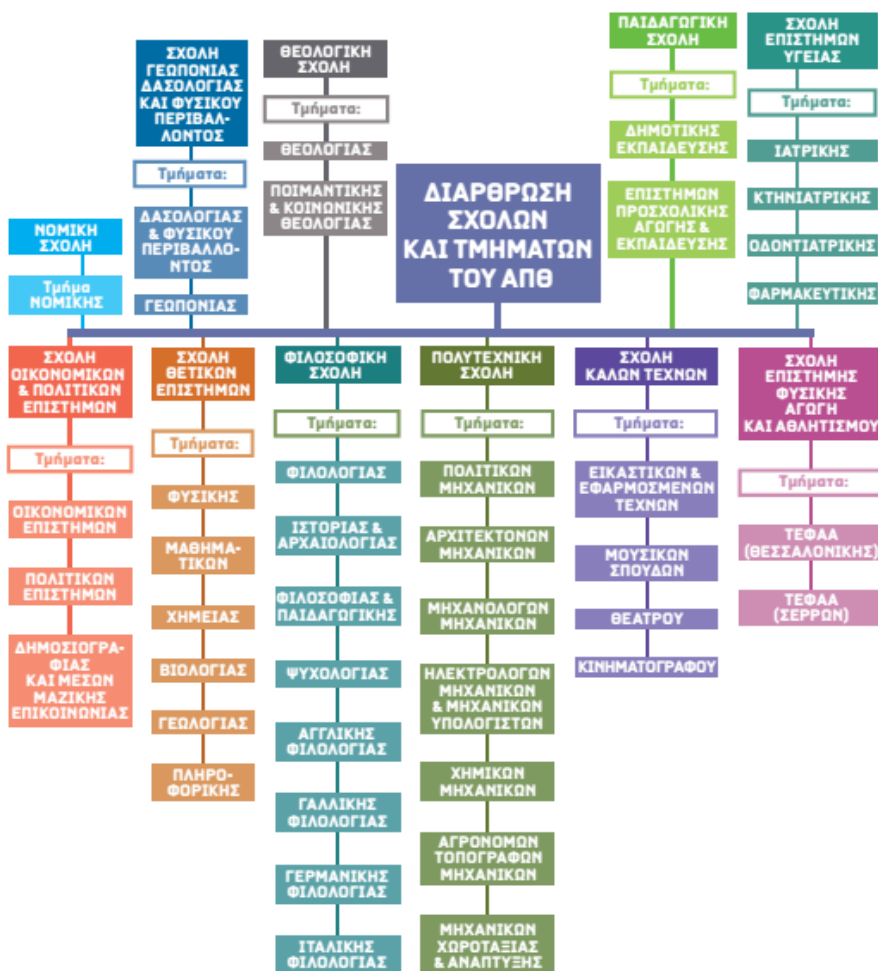 ΔΙΑΡΘΡΩΣΗ
ΣΧΟΛΩΝ
ΚΑΙ ΤΜΗΜΑΤΩΝ
ΤΟΥ ΑΠΘ
ΝΟΜΙΚΗ
ΣΧΟΛΗ
Τμήμα
ΝΟΜΙΚΗΣ
ΣΧΟΛΗ
ΓΕΩΠΟΝΙΑΣ
ΔΑΣΟΛΟΓΙΑΣ
ΚΑΙ ΦΥΣΙΚΟΥ
ΠΕΡΙΒΑΛ-
ΛΟΝΤΟΣ
Τμήματα:
ΔΑΣΟΛΟΓΙΑΣ
& ΦΥΣΙΚΟΥ
ΠΕΡΙΒΑΛΛΟ-
ΝΤΟΣ
ΓΕΩΠΟΝΙΑΣ
ΘΕΟΛΟΓΙΚΗ
ΣΧΟΛΗ
Τμήματα:
ΘΕΟΛΟΓΙΑΣ
ΠΟΙΜΑΝΤΙΚΗΣ
& ΚΟΙΝΩΝΙΚΗΣ
ΘΕΟΛΟΓΙΑΣ
ΠΑΙΔΑΓΩΓΙΚΗ
ΣΧΟΛΗ
Τμήματα:
ΔΗΜΟΤΙΚΗΣ
ΕΚΠΑΙΔΕΥΣΗΣ
ΕΠΙΣΤΗΜΩΝ
ΠΡΟΣΧΟΛΙΚΗΣ
ΑΓΩΓΗΣ &
ΕΚΠΑΙΔΕΥΣΗΣ
ΣΧΟΛΗ
ΕΠΙΣΤΗΜΩΝ
ΥΓΕΙΑΣ
Τμήματα:
ΙΑΤΡΙΚΗΣ
ΚΤΗΝΙΑΤΡΙΚΗΣ
ΟΔΟΝΤΙΑΤΡΙΚΗΣ
ΦΑΡΜΑΚΕΥΤΙΚΗΣ
ΣΧΟΛΗ
ΟΙΚΟΝΟΜΙΚΩΝ
& ΠΟΛΙΤΙΚΩΝ
ΕΠΙΣΤΗΜΩΝ
Τμήματα:
ΟΙΚΟΝΟΜΙΚΩΝ
ΕΠΙΣΤΗΜΩΝ
ΠΟΛΙΤΙΚΩΝ
ΕΠΙΣΤΗΜΩΝ
ΔΗΜΟΣΙΟΓΡΑ-
ΦΙΑΣ
ΚΑΙ ΜΕΣΩΝ
ΜΑΖΙΚΗΣ
ΕΠΙΚΟΙΝΩΝΙΑΣ
ΣΧΟΛΗ
ΘΕΤΙΚΩΝ
ΕΠΙΣΤΗΜΩΝ
Τμήματα:
ΦΥΣΙΚΗΣ
ΜΑΘΗΜΑ-
ΤΙΚΩΝ
ΧΗΜΕΙΑΣ
ΒΙΟΛΟΓΙΑΣ
ΓΕΩΛΟΓΙΑΣ
ΠΛΗΡΟ-
ΦΟΡΙΚΗΣ
ΦΙΛΟΣΟΦΙΚΗ
ΣΧΟΛΗ
Τμήματα:
ΦΙΛΟΛΟΓΙΑΣ
ΙΣΤΟΡΙΑΣ &
ΑΡΧΑΙΟΛΟΓΙΑΣ
ΦΙΛΟΣΟΦΙΑΣ &
ΠΑΙΔΑΓΩΓΙΚΗΣ
ΨΥΧΟΛΟΓΙΑΣ
ΑΓΓΛΙΚΗΣ
ΦΙΛΟΛΟΓΙΑΣ
ΓΑΛΛΙΚΗΣ
ΦΙΛΟΛΟΓΙΑΣ
ΓΕΡΜΑΝΙΚΗΣ
ΦΙΛΟΛΟΓΙΑΣ
ΙΤΑΛΙΚΗΣ
ΦΙΛΟΛΟΓΙΑΣ
ΠΟΛΥΤΕΧΝΙΚΗ
ΣΧΟΛΗ
Τμήματα:
ΠΟΛΙΤΙΚΩΝ
ΜΗΧΑΝΙΚΩΝ
ΑΡΧΙΤΕΚΤΟΝΩΝ
ΜΗΧΑΝΙΚΩΝ
ΜΗΧΑΝΟΛΟΓΩΝ
ΜΗΧΑΝΙΚΩΝ
ΗΛΕΚΤΡΟΛΟΓΩΝ
ΜΗΧΑΝΙΚΩΝ
& ΜΗΧΑΝΙΚΩΝ
ΥΠΟΛΟΓΙΣΤΩΝ
ΧΗΜΙΚΩΝ
ΜΗΧΑΝΙΚΩΝ
ΑΓΡΟΝΟΜΩΝ
ΤΟΠΟΓΡΑΦΩΝ
ΜΗΧΑΝΙΚΩΝ
ΜΗΧΑΝΙΚΩΝ
ΧΩΡΟΤΑΞΙΑΣ
& ΑΝΑΠΤΥΞΗΣ
ΣΧΟΛΗ
ΚΑΛΩΝ ΤΕΧΝΩΝ
Τμήματα:
ΕΙΚΑΣΤΙΚΩΝ &
ΕΦΑΡΜΟΣΜΕΝΩΝ
ΤΕΧΝΩΝ
ΜΟΥΣΙΚΩΝ
ΣΠΟΥΔΩΝ
ΘΕΑΤΡΟΥ
ΚΙΝΗΜΑΤΟΓΡΑΦΟΥ
ΣΧΟΛΗ
ΕΠΙΣΤΗΜΗΣ
ΦΥΣΙΚΗΣ
ΑΓΩΓΗ
ΚΑΙ ΑΘΛΗΤΙΣΜΟΥ
Τμήματα:
ΤΕΦΑΑ
(ΘΕΣΣΑΛΟΝΙΚΗΣ)
ΤΕΦΑΑ
(ΣΕΡΡΩΝ)